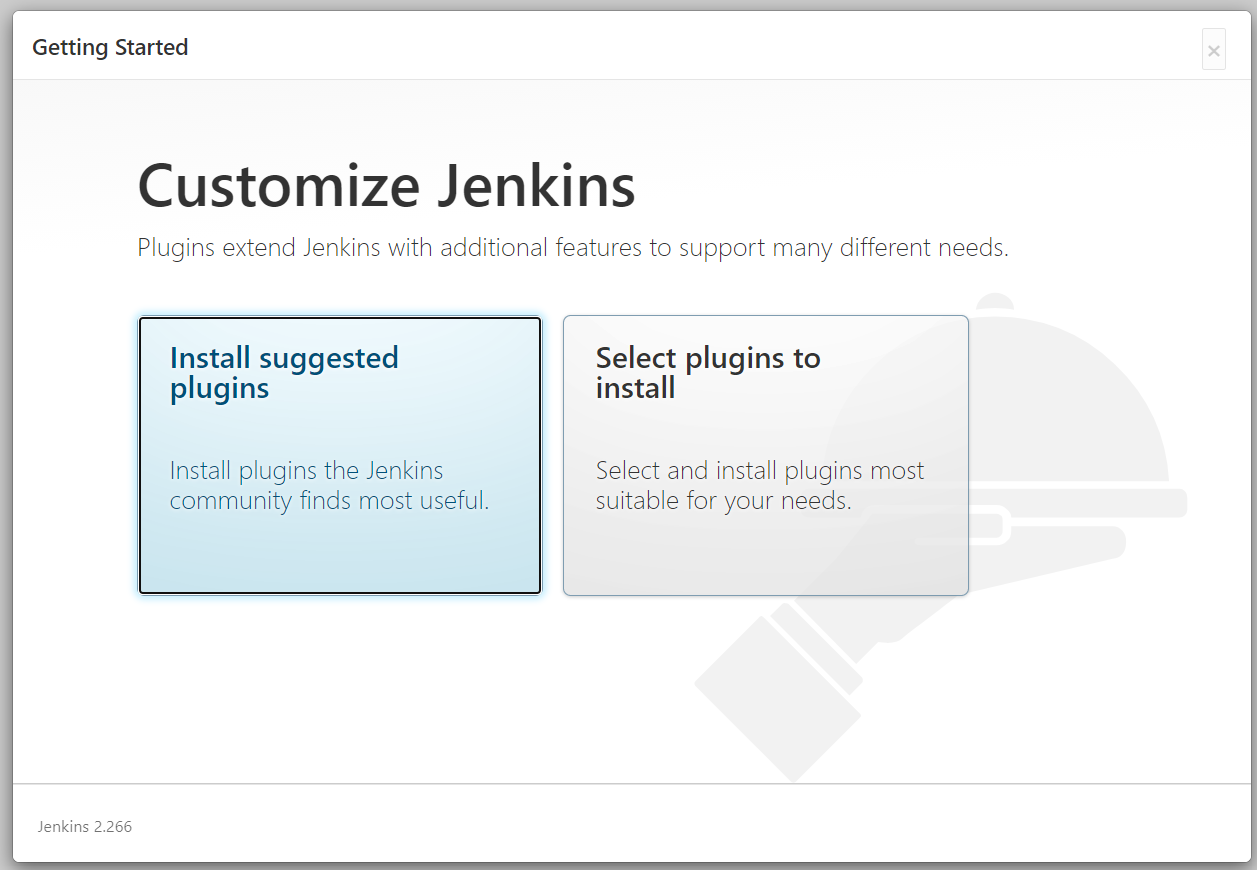 Getting Started
×
Customize Jenkins
Plugins extend Jenkins with additional features to support many different needs.
Install suggested
plugins
Install plugins the Jenkins
community finds most useful.
Select plugins to
install
Select and install plugins most
suitable for your needs.
Jenkins 2.266